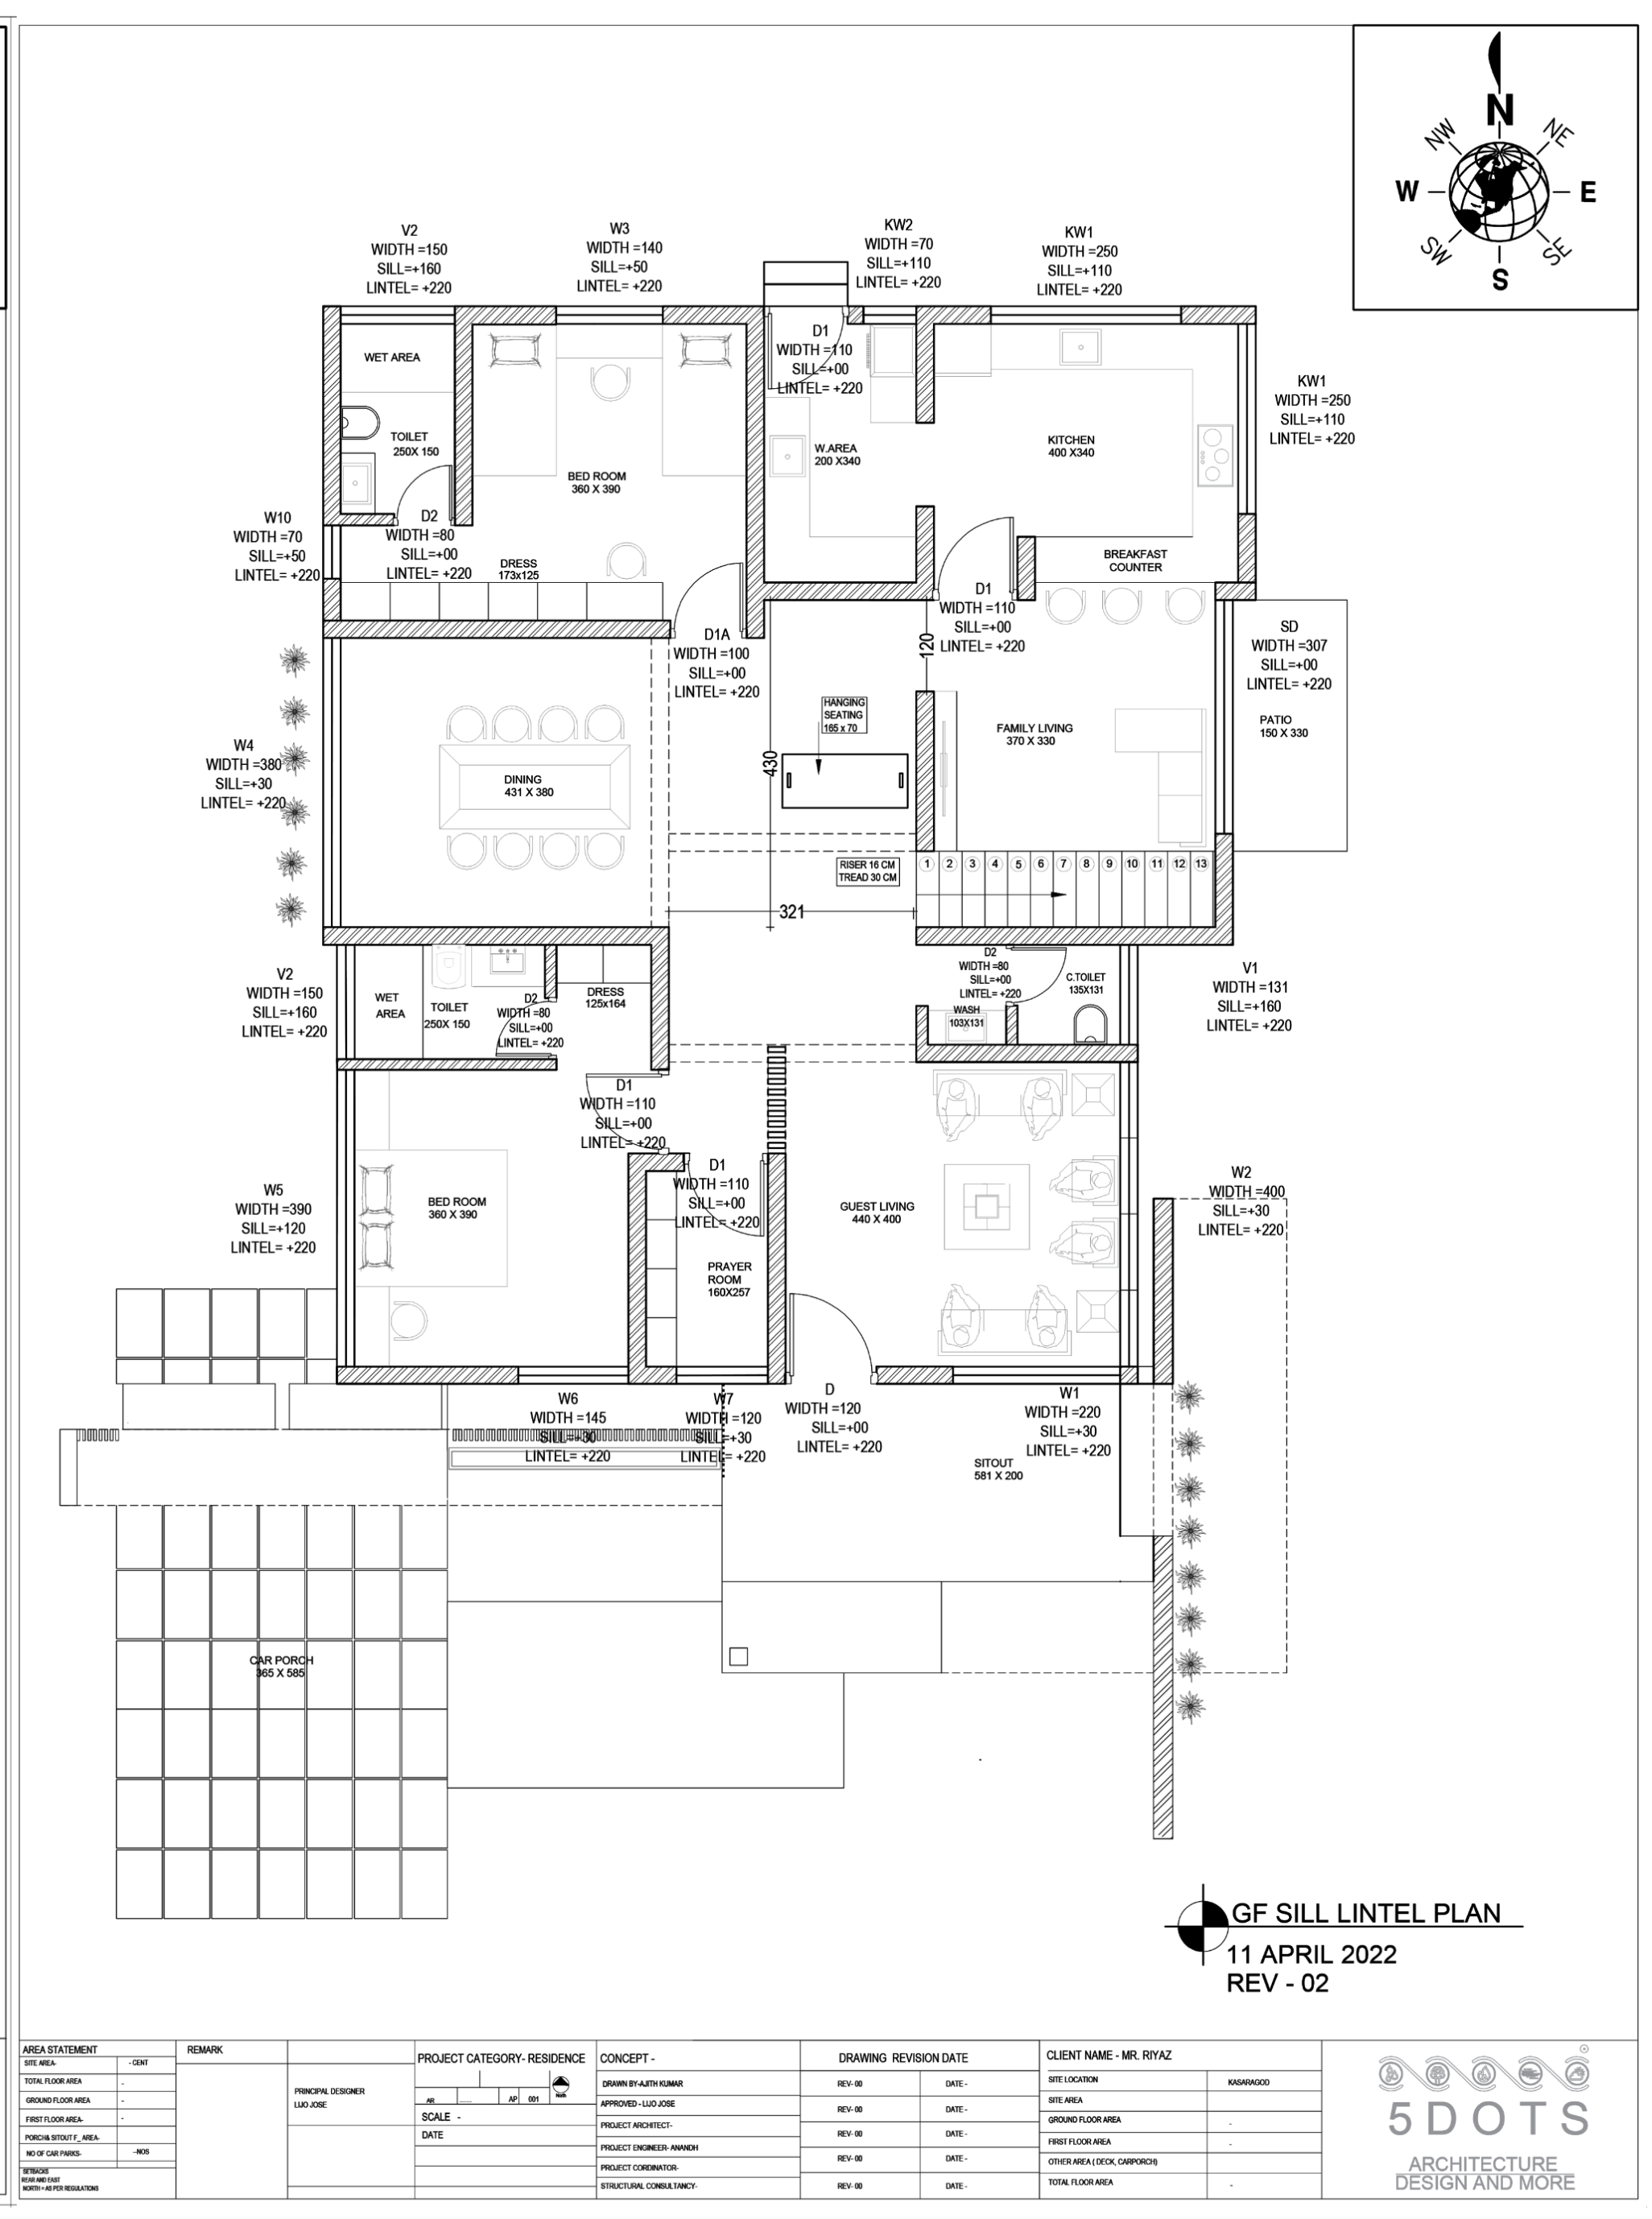 N
NW
NE
W
E
SW
SE
S
V2
WIDTH =150
SILL=+160
LINTEL= +220
W3
WIDTH =140
SILL=+50
LINTEL= +220
KW2
WIDTH =70
SILL=+110
LINTEL= +220
KW1
WIDTH =250
SILL=+110
LINTEL= +220
D1
WIDTH =110
SILL=+00
LINTEL= +220
WET AREA
KW1
WIDTH =250
SILL=+110
LINTEL= +220
TOILET
250X 150
BED ROOM
360 X 390
W.AREA
200 X340
KITCHEN
400 X340
W10
WIDTH =70
SILL=+50
LINTEL= +220
D2
WIDTH =80
SILL=+00
LINTEL= +220
DRESS
173x125
BREAKFAST
COUNTER
D1
WIDTH =110
SILL=+00
LINTEL= +220
120
D1A
WIDTH =100
SILL=+00
LINTEL= +220
SD
WIDTH =307
SILL=+00
LINTEL= +220
PATIO
150 X 330
HANGING
SEATING
165 x 70
FAMILY LIVING
370 X 330
W4
WIDTH =380
SILL=+30
LINTEL= +220
DINING
431 X 380
430
RISER 16 CM
TREAD 30 CM
1 2 3 4 5 6 7 8 9 10 11 12 13
321
V2
WIDTH =150
SILL=+160
LINTEL= +220
WET
AREA
TOILET
250X 150
D2
WIDTH =80
SILL=+00
LINTEL= +220
DRESS
125x164
D2
WIDTH =80
SILL=+00
LINTEL= +220
WASH
103X131
C.TOILET
135X131
V1
WIDTH =131
SILL=+160
LINTEL= +220
D1
WIDTH =110
SILL=+00
LINTEL= +220
D1
WIDTH =110
SILL=+00
LINTEL= +220
W5
WIDTH =390
SILL=+120
LINTEL= +220
BED ROOM
360 X 390
GUEST LIVING
440 X 400
W2
WIDTH =400
SILL=+30
LINTEL= +220
PRAYER
ROOM
160X257
W6
WIDTH =145
SILL=+30
LINTEL= +220
W7
WIDTH =120
SILL=+30
LINTEL= +220
D
WIDTH =120
SILL=+00
LINTEL= +220
W1
WIDTH =220
SILL=+30
LINTEL= +220
SITOUT
581 X 200
CAR PORCH
365 X 585
GF SILL LINTEL PLAN
11 APRIL 2022
REV - 02
AREA STATEMENT
SITE AREA- - CENT
TOTAL FLOOR AREA -
GROUND FLOOR AREA -
FIRST FLOOR AREA- -
PORCH& SITOUT F_ AREA-
NO OF CAR PARKS- --NOS
SETBACKS
REAR AND EAST
NORTH = AS PER REGULATIONS
REMARK
PRINCIPAL DESIGNER
LIJO JOSE
PROJECT CATEGORY- RESIDENCE
AR ...... AP 001
North
SCALE -
DATE
CONCEPT -
DRAWN BY-AJITH KUMAR
APPROVED - LIJO JOSE
PROJECT ARCHITECT-
PROJECT ENGINEER- ANANDH
PROJECT CORDINATOR-
STRUCTURAL CONSULTANCY-
DRAWING REVISION DATE
REV- 00 DATE -
REV- 00 DATE -
REV- 00 DATE -
REV- 00 DATE -
REV- 00 DATE -
CLIENT NAME - MR. RIYAZ
SITE LOCATION KASARAGOD
SITE AREA
GROUND FLOOR AREA -
FIRST FLOOR AREA -
OTHER AREA ( DECK, CARPORCH)
TOTAL FLOOR AREA -
®
5DOTS
ARCHITECTURE
DESIGN AND MORE